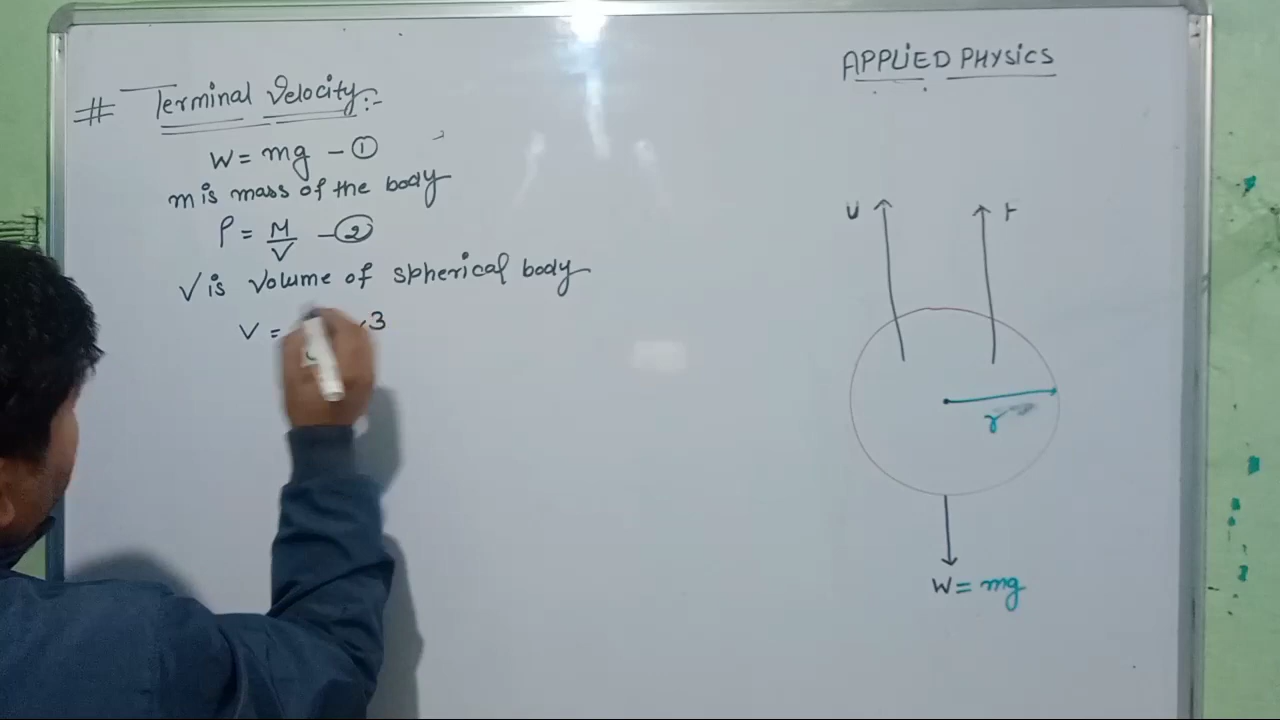 APPLIED PHYSICS
# Terminal Velocity:-
W = mg - ①
m is mass of the body
ρ = M/V - ②
V is volume of spherical body
V = 3
U
F
r
W = mg